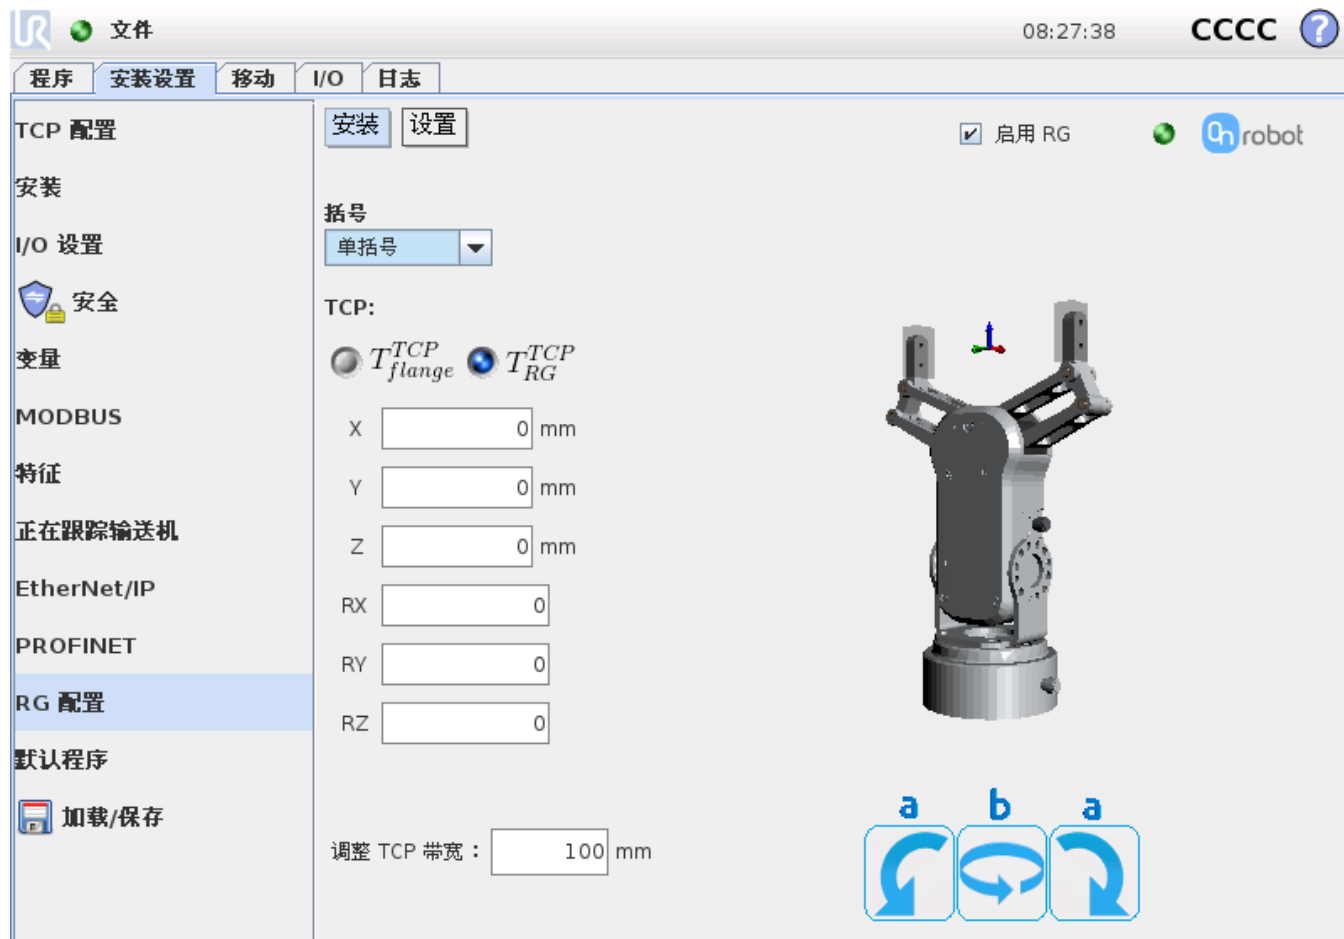 UR 文件 08:27:38 CCCC ?
程序 安装设置 移动 I/O 日志
TCP 配置
安装
I/O 设置
安全
变量
MODBUS
特征
正在跟踪输送机
EtherNet/IP
PROFINET
RG 配置
默认程序
加载/保存
安装 设置
启用 RG
On robot
括号
单括号
TCP:
T^{TCP}_{flange} T^{TCP}_{RG}
X 0 mm
Y 0 mm
Z 0 mm
RX 0
RY 0
RZ 0
调整 TCP 带宽： 100 mm
a b a